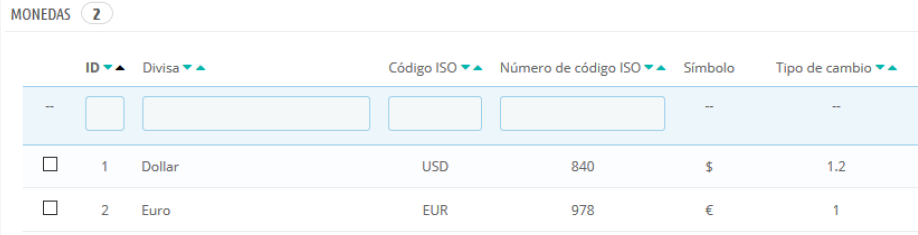 MONEDAS 2
ID Divisa Código ISO Número de código ISO Símbolo Tipo de cambio
-- -- --
1 Dollar USD 840 $ 1.2
2 Euro EUR 978 € 1